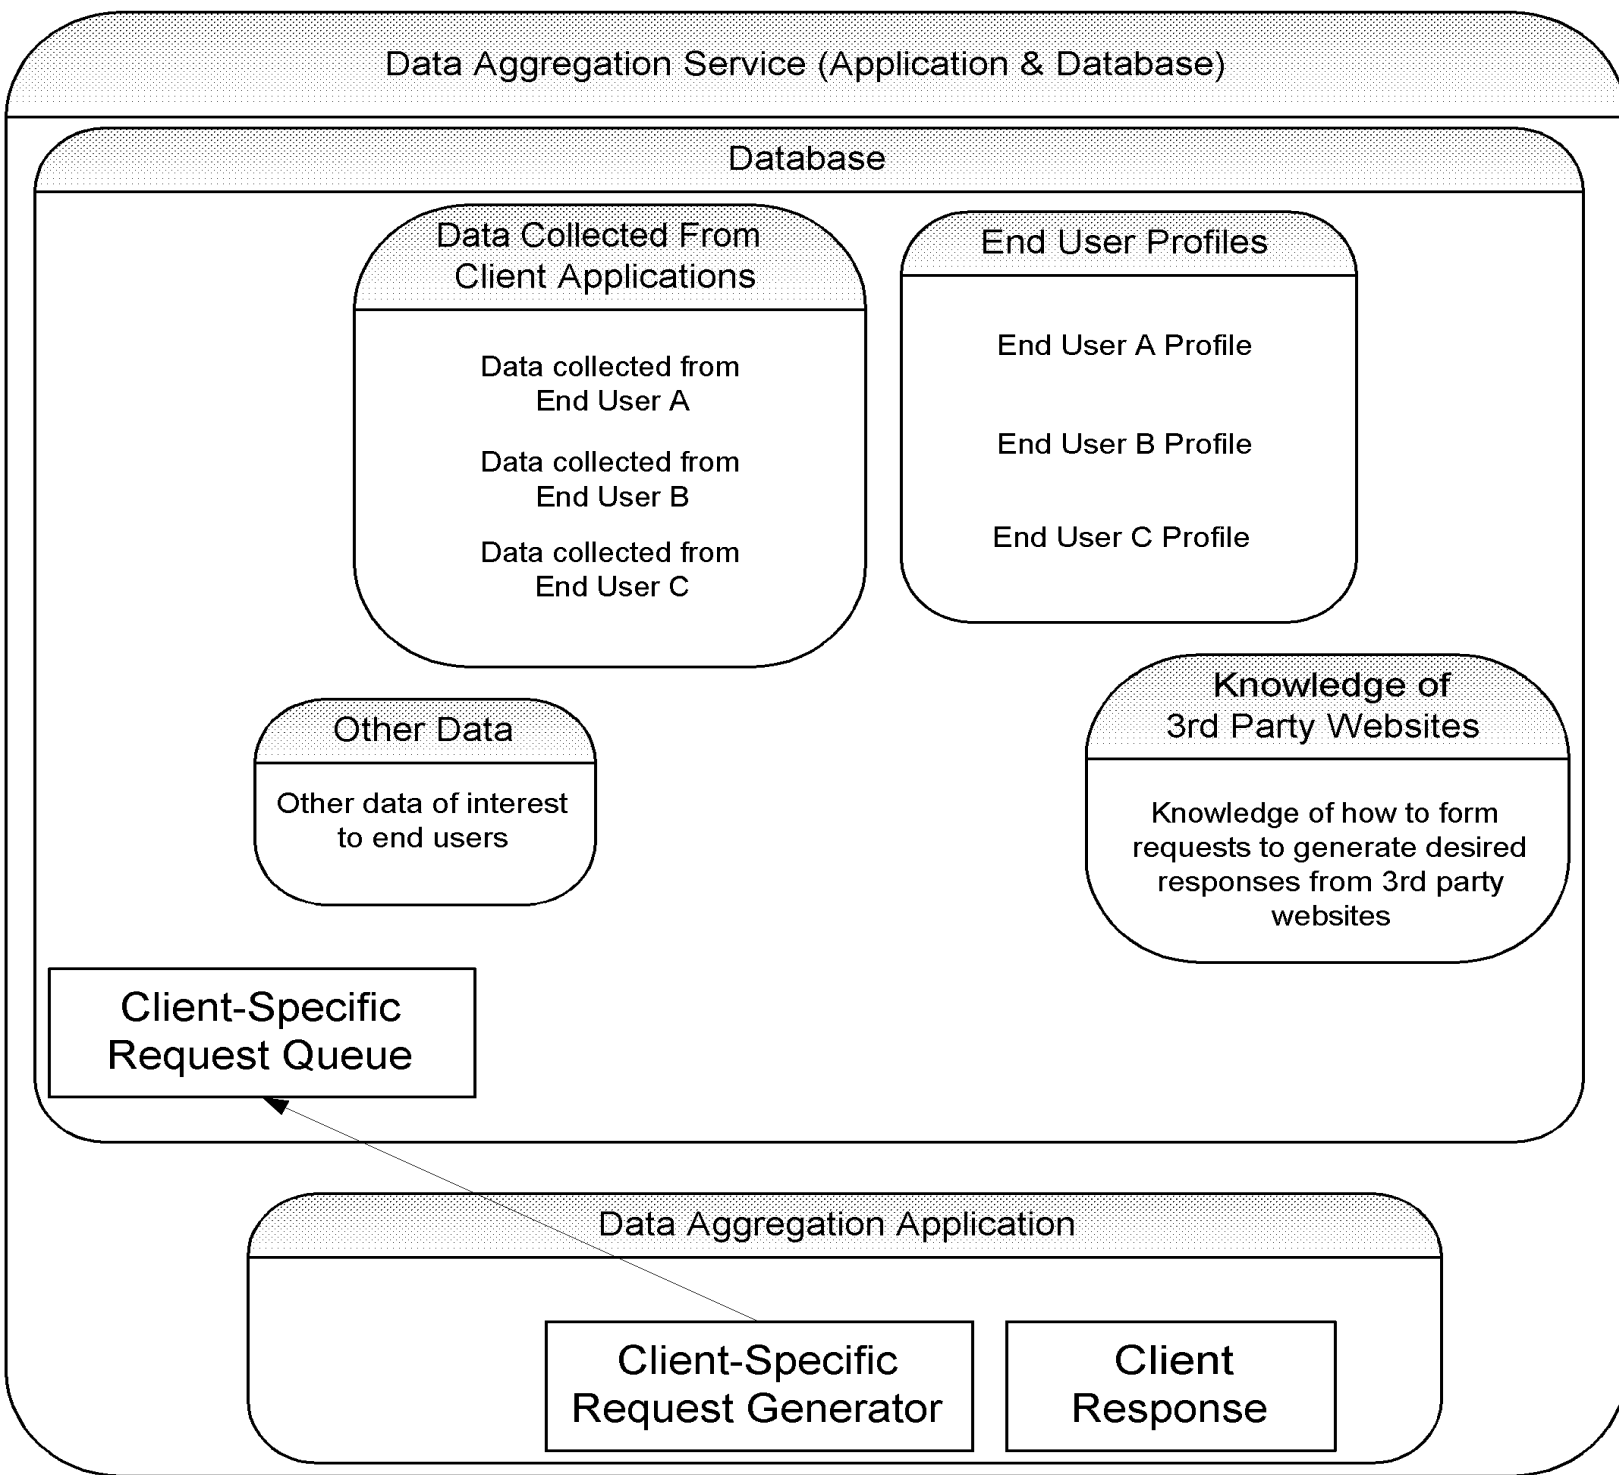 Data Aggregation Service (Application & Database)
Database
Data Collected From
Client Applications
Data collected from
End User A
Data collected from
End User B
Data collected from
End User C
End User Profiles
End User A Profile
End User B Profile
End User C Profile
Other Data
Other data of interest
to end users
Knowledge of
3rd Party Websites
Knowledge of how to form
requests to generate desired
responses from 3rd party
websites
Client-Specific
Request Queue
Data Aggregation Application
Client-Specific
Request Generator
Client
Response